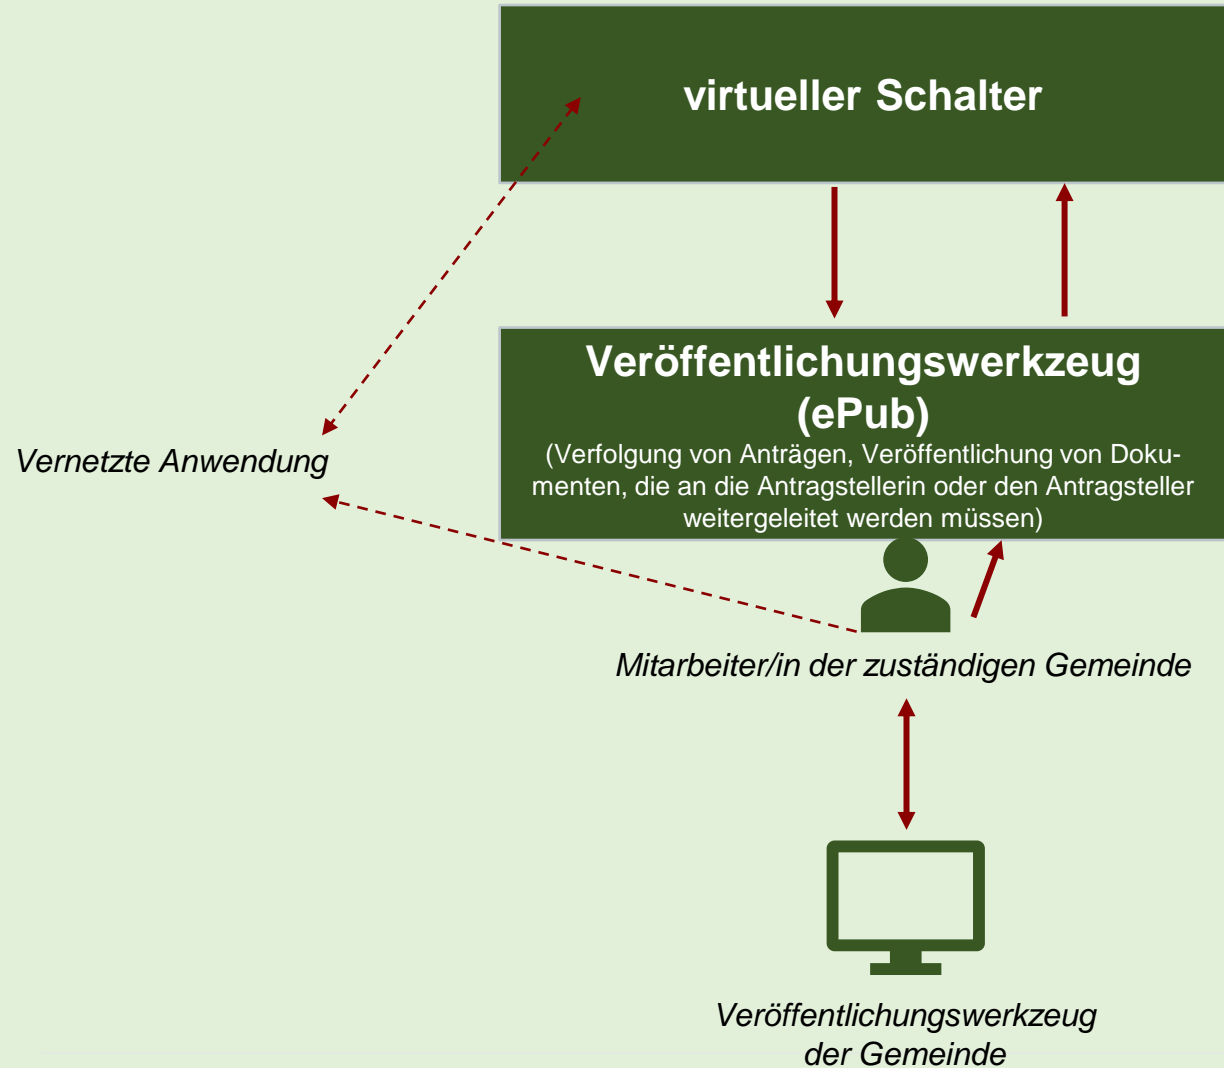 virtueller Schalter
Veröffentlichungswerkzeug
(ePub)
(Verfolgung von Anträgen, Veröffentlichung von Doku-
menten, die an die Antragstellerin oder den Antragsteller
weitergeleitet werden müssen)
Vernetzte Anwendung
Mitarbeiter/in der zuständigen Gemeinde
Veröffentlichungswerkzeug
der Gemeinde